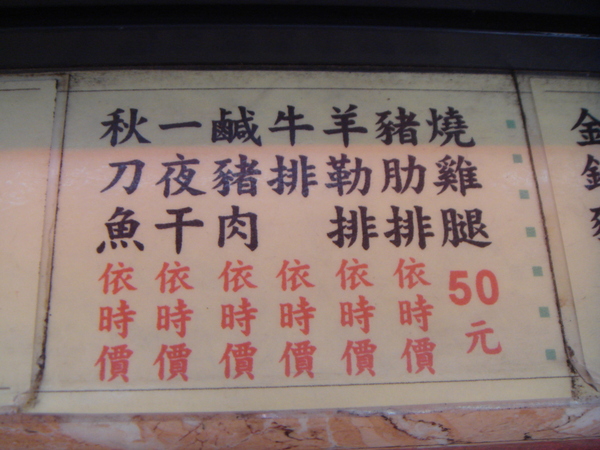 燒雞腿 50元
豬肋排 依時價
羊勒排 依時價
牛排 依時價
鹹豬肉 依時價
一夜干 依時價
秋刀魚 依時價